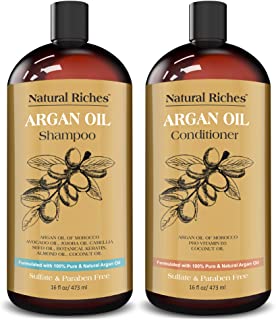 Natural Riches™
ARGAN OIL
Shampoo
ARGAN OIL OF MOROCCO
AVOCADO OIL, JOJOBA OIL, CAMELLIA
SEED OIL, BOTANICAL KERATIN,
ALMOND OIL, COCONUT OIL
Formulated with 100% Pure & Natural Argan Oil
Sulfate & Paraben Free
16 fl oz/ 473 ml
Natural Riches™
ARGAN OIL
Conditioner
ARGAN OIL OF MOROCCO
PRO-VITAMIN B5
COCONUT OIL
Formulated with 100% Pure & Natural Argan Oil
Sulfate & Paraben Free
16 fl oz/ 473 ml